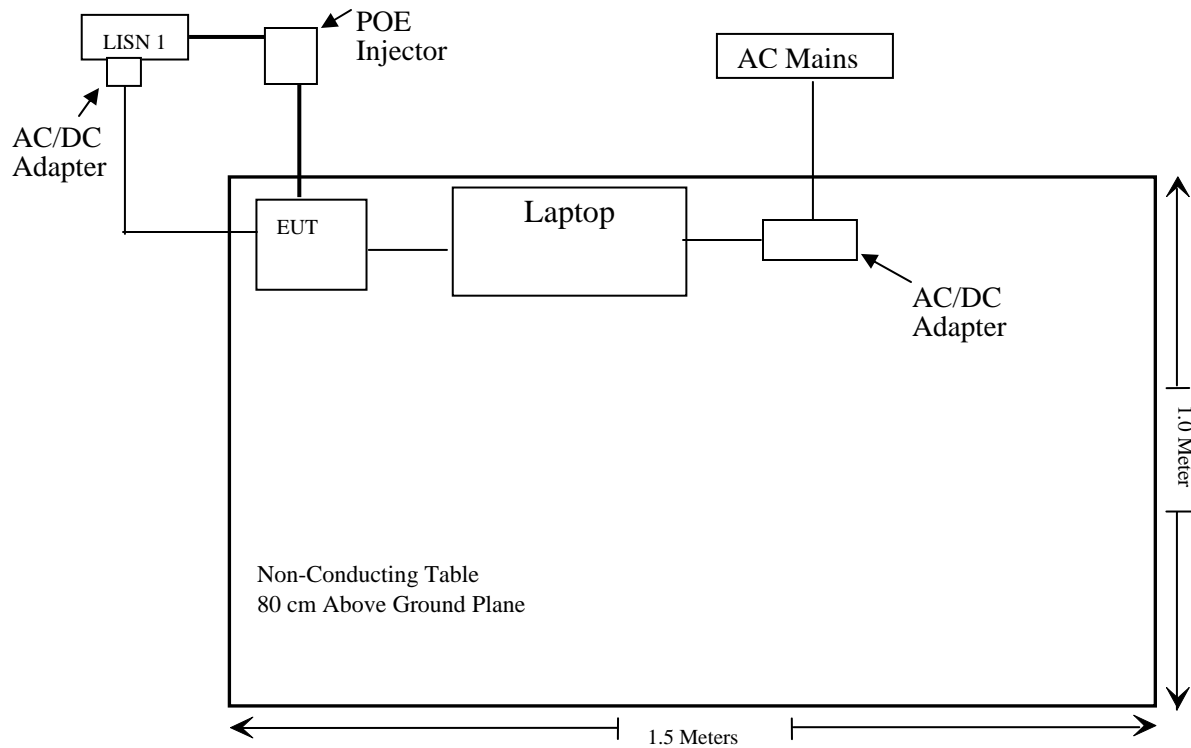 LISN 1
POE
Injector
AC Mains
AC/DC
Adapter
EUT
Laptop
AC/DC
Adapter
1.0 Meter
Non-Conducting Table
80 cm Above Ground Plane
1.5 Meters